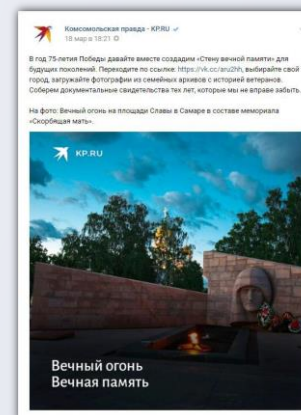 Комсомольская правда - KP.RU
18 мар в 18:21
В год 75-летия Победы давайте вместе создадим «Стену вечной памяти» для
будущих поколений. Переходите по ссылке: https://vk.cc/aru2hh, выбирайте свой
город, загружайте фотографии из семейных архивов с историей ветеранов.
Соберем документальные свидетельства тех лет, которые мы не вправе забыть.
На фото: Вечный огонь на площади Славы в Самаре в составе мемориала
«Скорбящая мать».
KP.RU
Вечный огонь
Вечная память